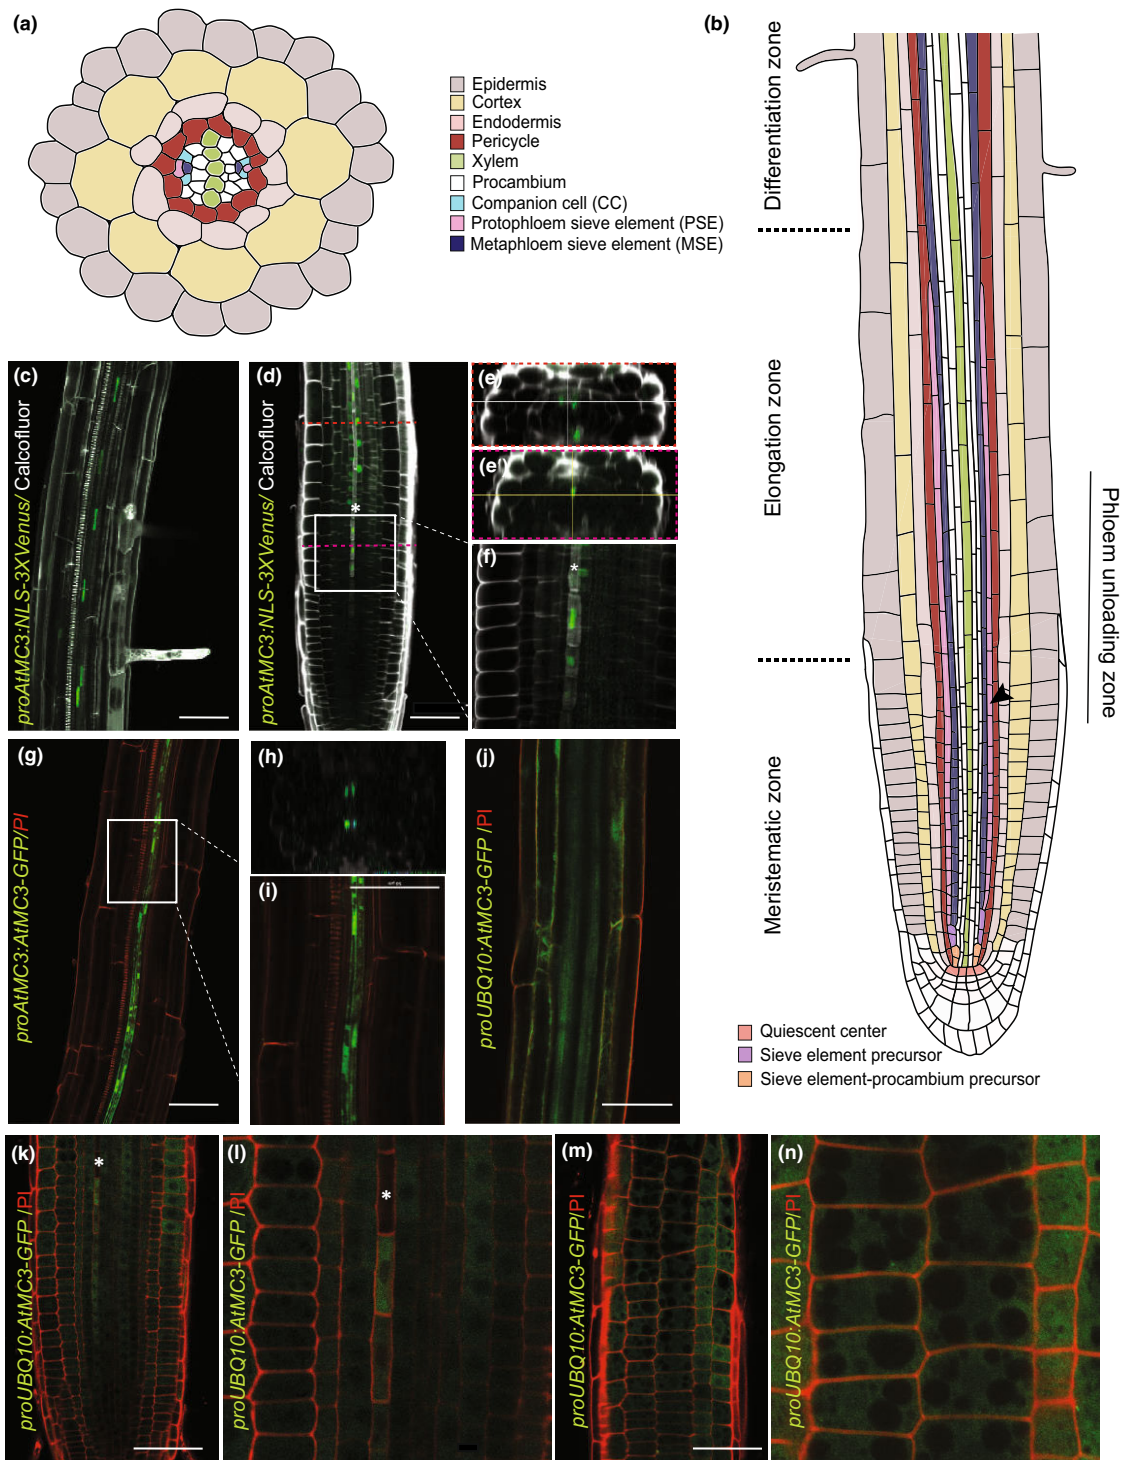 (a)
Epidermis
Cortex
Endodermis
Pericycle
Xylem
Procambium
Companion cell (CC)
Protophloem sieve element (PSE)
Metaphloem sieve element (MSE)
(b)
Differentiation zone
Elongation zone
Meristematic zone
Phloem unloading zone
Quiescent center
Sieve element precursor
Sieve element-procambium precursor
(c)
proAtMC3:NLS-3XVenus/ Calcofluor
(d)
proAtMC3:NLS-3XVenus/ Calcofluor
*
(e)
(e
(f)
*
(g)
proAtMC3:AtMC3-GFP/PI
(h)
(i)
(j)
proUBQ10:AtMC3-GFP /PI
(k)
proUBQ10:AtMC3-GFP /PI
*
(l)
proUBQ10:AtMC3-GFP /PI
*
(m)
proUBQ10:AtMC3-GFP/PI
(n)
proUBQ10:AtMC3-GFP/PI